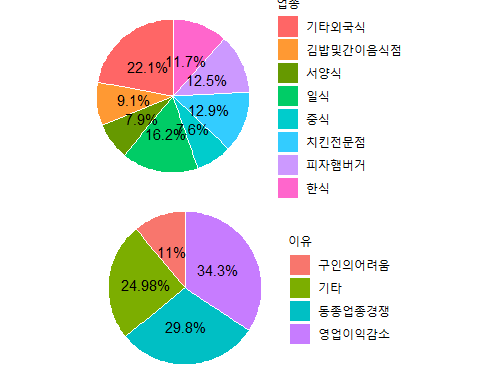 업종
기타외국식
김밥및간이음식점
서양식
일식
중식
치킨전문점
피자햄버거
한식
22.1%
11.7%
12.5%
9.1%
12.9%
7.9%
16.2%
7.6%
이유
구인의어려움
기타
동종업종경쟁
영업이익감소
11%
34.3%
24.98%
29.8%